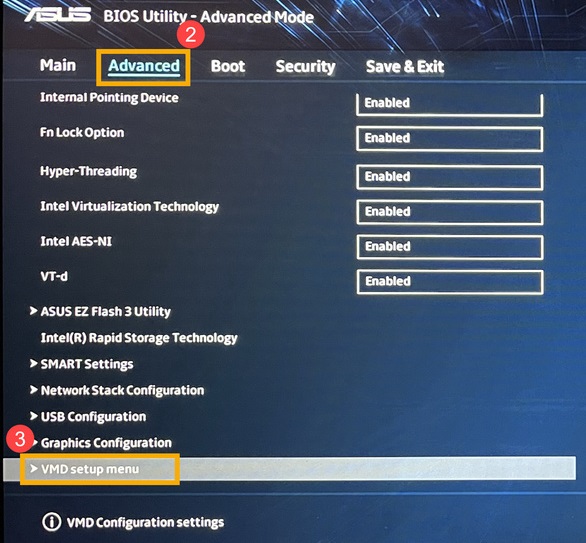 ASUS BIOS Utility - Advanced Mode
2
Main Advanced Boot Security Save & Exit
Internal Pointing Device Enabled
Fn Lock Option Enabled
Hyper-Threading Enabled
Intel Virtualization Technology Enabled
Intel AES-NI Enabled
VT-d Enabled
> ASUS EZ Flash 3 Utility
Intel(R) Rapid Storage Technology
> SMART Settings
> Network Stack Configuration
> USB Configuration
3
> Graphics Configuration
> VMD setup menu
i VMD Configuration settings